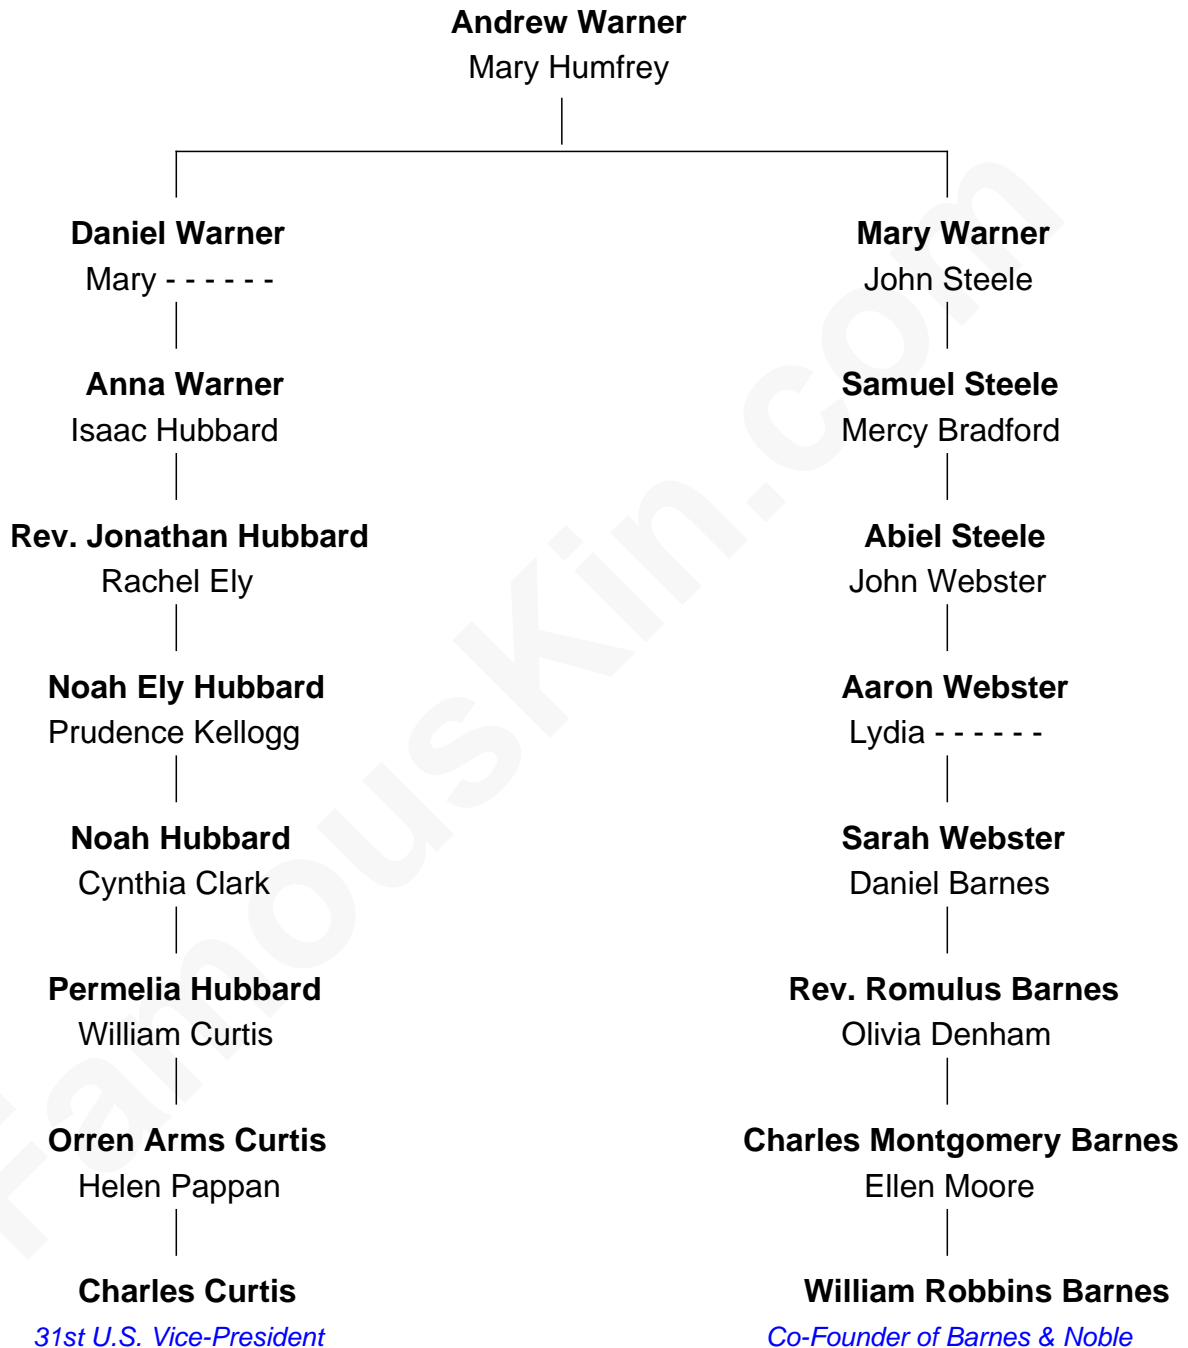 Andrew Warner
Mary Humfrey
Daniel Warner
Mary - - - - - -
Anna Warner
Isaac Hubbard
Rev. Jonathan Hubbard
Rachel Ely
Noah Ely Hubbard
Prudence Kellogg
Noah Hubbard
Cynthia Clark
Permelia Hubbard
William Curtis
Orren Arms Curtis
Helen Pappan
Charles Curtis
31st U.S. Vice-President
Mary Warner
John Steele
Samuel Steele
Mercy Bradford
Abiel Steele
John Webster
Aaron Webster
Lydia - - - - - -
Sarah Webster
Daniel Barnes
Rev. Romulus Barnes
Olivia Denham
Charles Montgomery Barnes
Ellen Moore
William Robbins Barnes
Co-Founder of Barnes & Noble
FamousKin.com